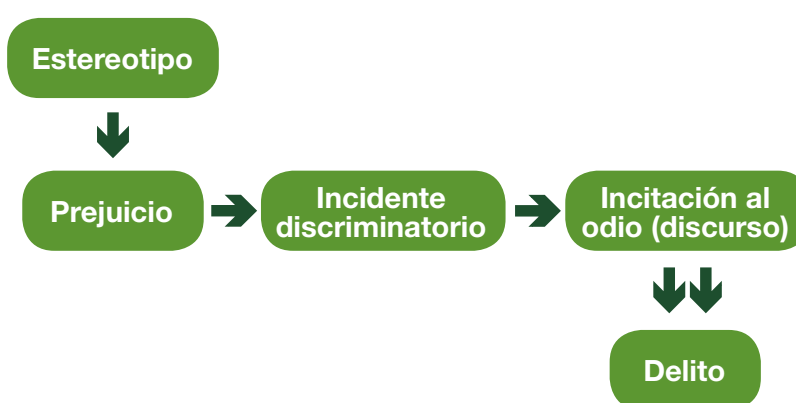 Estereotipo
Prejuicio
Incidente
discriminatorio
Incitación al
odio (discurso)
Delito